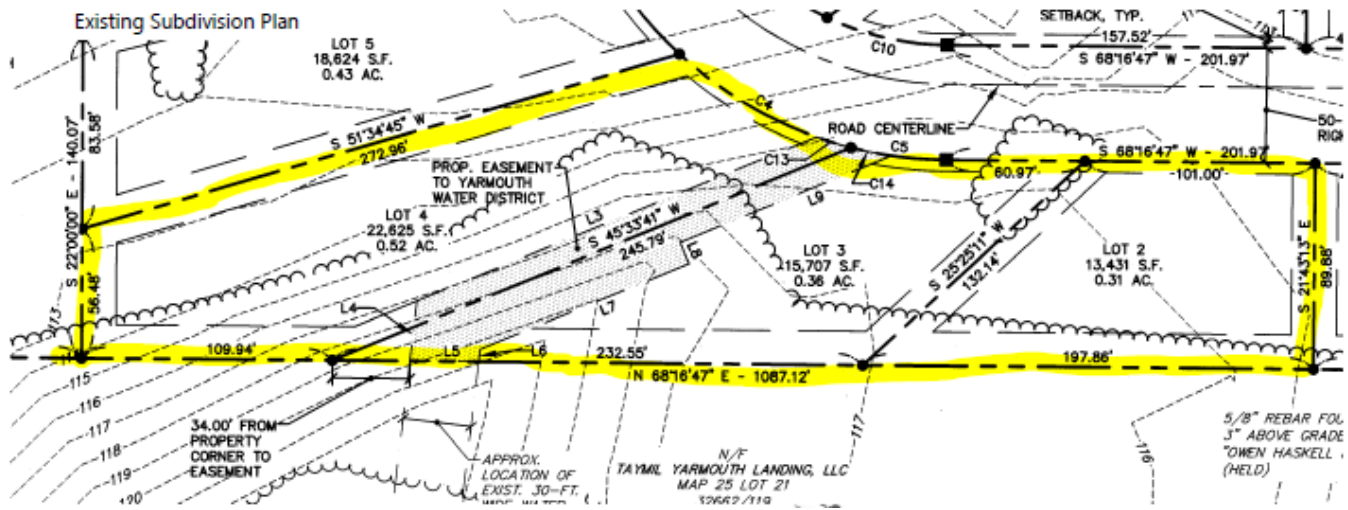 Existing Subdivision Plan
LOT 5
18,624 S.F.
0.43 AC.
SETBACK, TYP.
C10
157.52'
S 68°16'47" W - 201.97'
S 22°00'00" E - 140.07'
83.58'
S 51°34'45" W
272.96'
C4
ROAD CENTERLINE
50-
RIGH
C13
C5
C14
S 68°16'47" W - 201.97'
60.97'
101.00'
PROP. EASEMENT
TO YARMOUTH
WATER DISTRICT
LOT 4
22,625 S.F.
0.52 AC.
L3
S 45°33'41" W
245.79'
L9
L8
L7
LOT 3
15,707 S.F.
0.36 AC.
S 25°25'11" W
132.14'
LOT 2
13,431 S.F.
0.31 AC.
S 21°43'13" E
89.88'
56.48'
113
L4
109.94'
L5
L6
232.55'
197.86'
N 68°16'47" E - 1087.12'
115
116
117
118
119
120
34.00' FROM
PROPERTY
CORNER TO
EASEMENT
APPROX.
LOCATION OF
EXIST. 30-FT.
WIDE WATER
N/F
TAYMIL YARMOUTH LANDING, LLC
MAP 25 LOT 21
32662/119
117
116
5/8" REBAR FOU
3" ABOVE GRADE
"OWEN HASKELL
(HELD)